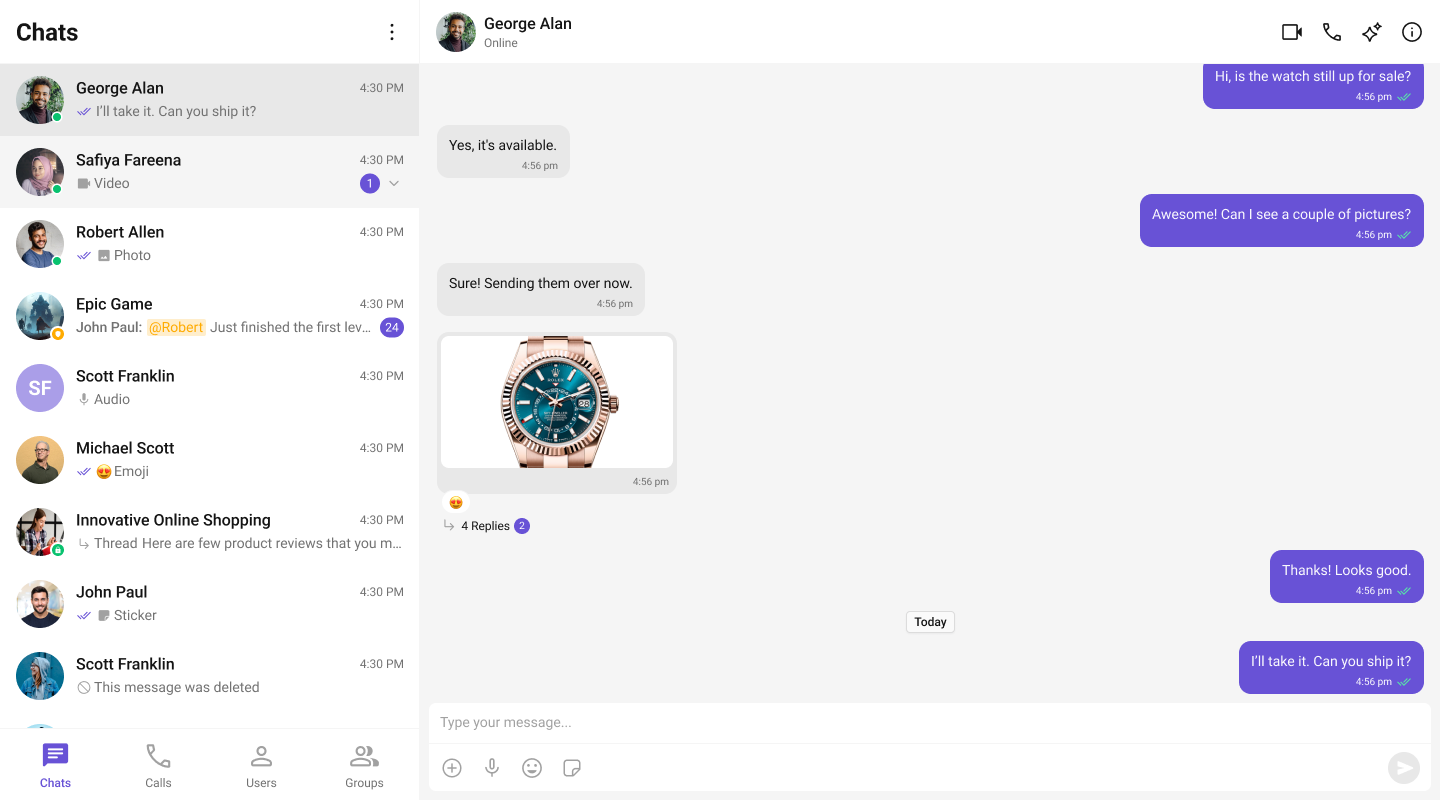 Chats
George Alan
4:30 PM
I'll take it. Can you ship it?
Safiya Fareena
4:30 PM
Video
1
Robert Allen
4:30 PM
Photo
Epic Game
4:30 PM
John Paul: @Robert Just finished the first lev...
24
SF
Scott Franklin
4:30 PM
Audio
Michael Scott
4:30 PM
Emoji
Innovative Online Shopping
4:30 PM
Thread Here are few product reviews that you m...
John Paul
4:30 PM
Sticker
Scott Franklin
4:30 PM
This message was deleted
Chats
Calls
Users
Groups
George Alan
Online
Hi, is the watch still up for sale?
4:56 pm
Yes, it's available.
4:56 pm
Awesome! Can I see a couple of pictures?
4:56 pm
Sure! Sending them over now.
4:56 pm
ROLEX
28
4:56 pm
4 Replies 2
Thanks! Looks good.
4:56 pm
Today
I'll take it. Can you ship it?
4:56 pm
Type your message...